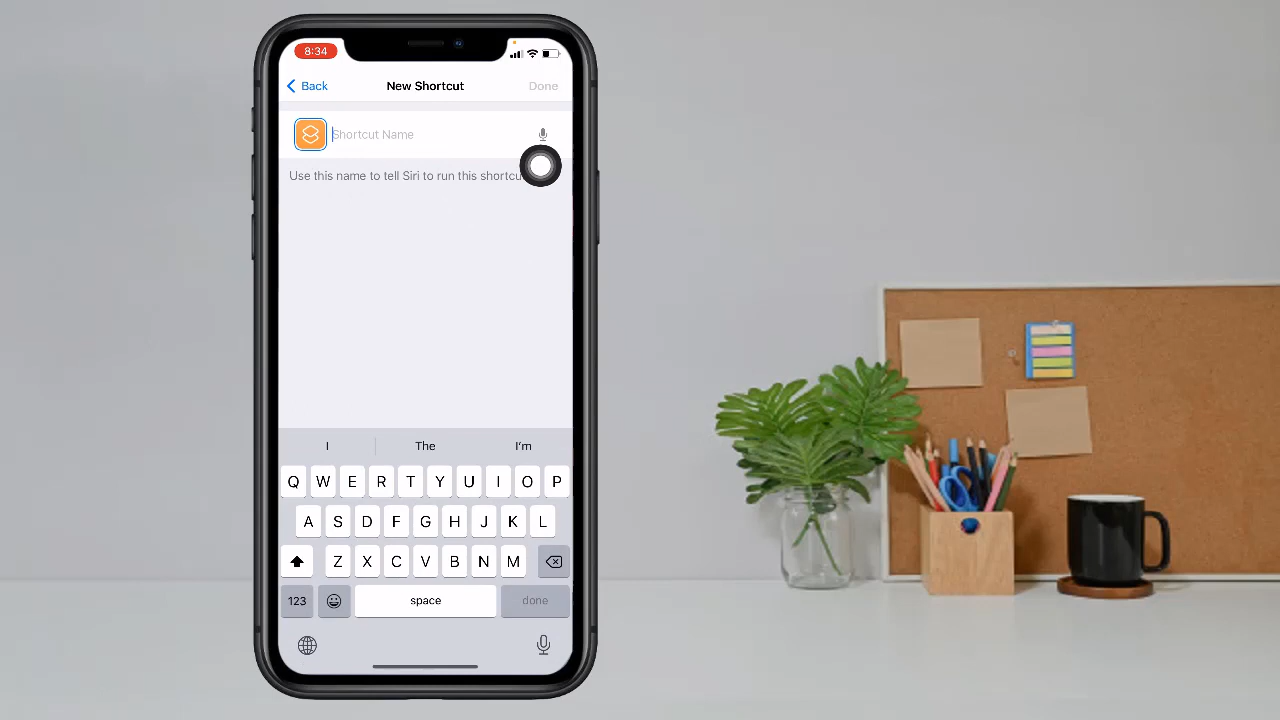 8:34
Back New Shortcut Done
Shortcut Name
Use this name to tell Siri to run this shortcu
I The I'm
Q W E R T Y U I O P
A S D F G H J K L
Z X C V B N M
123 space done